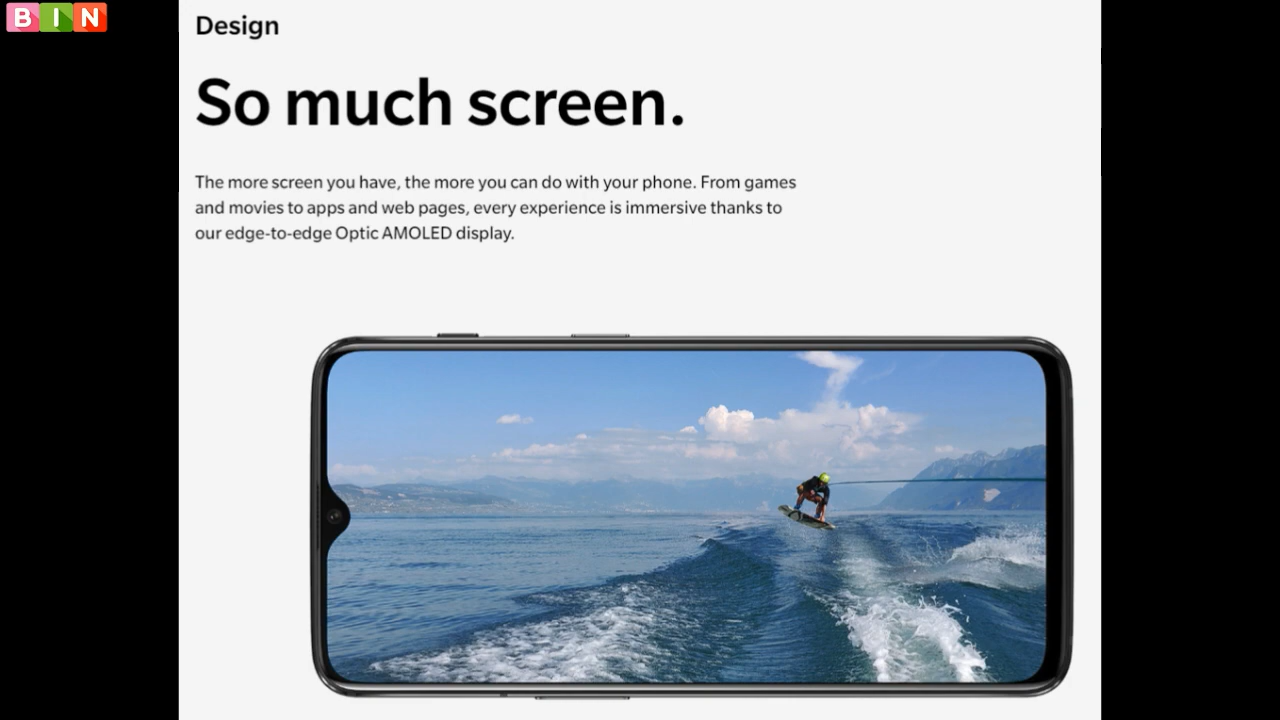 BIN
Design
So much screen.
The more screen you have, the more you can do with your phone. From games
and movies to apps and web pages, every experience is immersive thanks to
our edge-to-edge Optic AMOLED display.